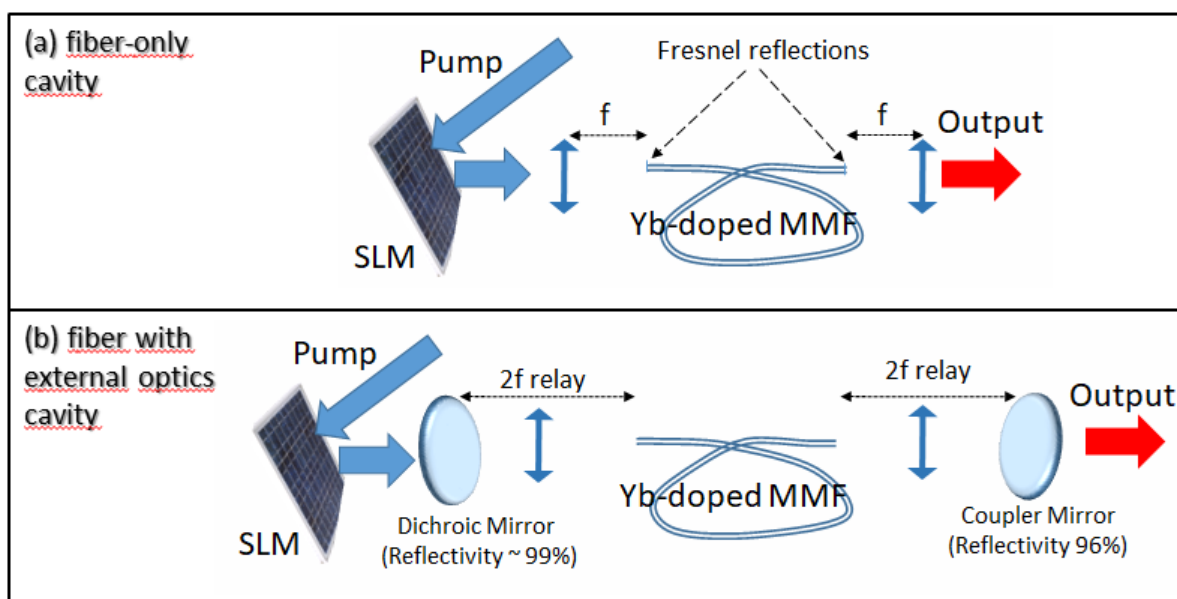 (a) fiber-only
cavity
Pump
Fresnel reflections
f
f
Output
Yb-doped MMF
SLM
(b) fiber with
external optics
cavity
Pump
2f relay
2f relay
Output
Yb-doped MMF
SLM
Dichroic Mirror
(Reflectivity ~ 99%)
Coupler Mirror
(Reflectivity 96%)